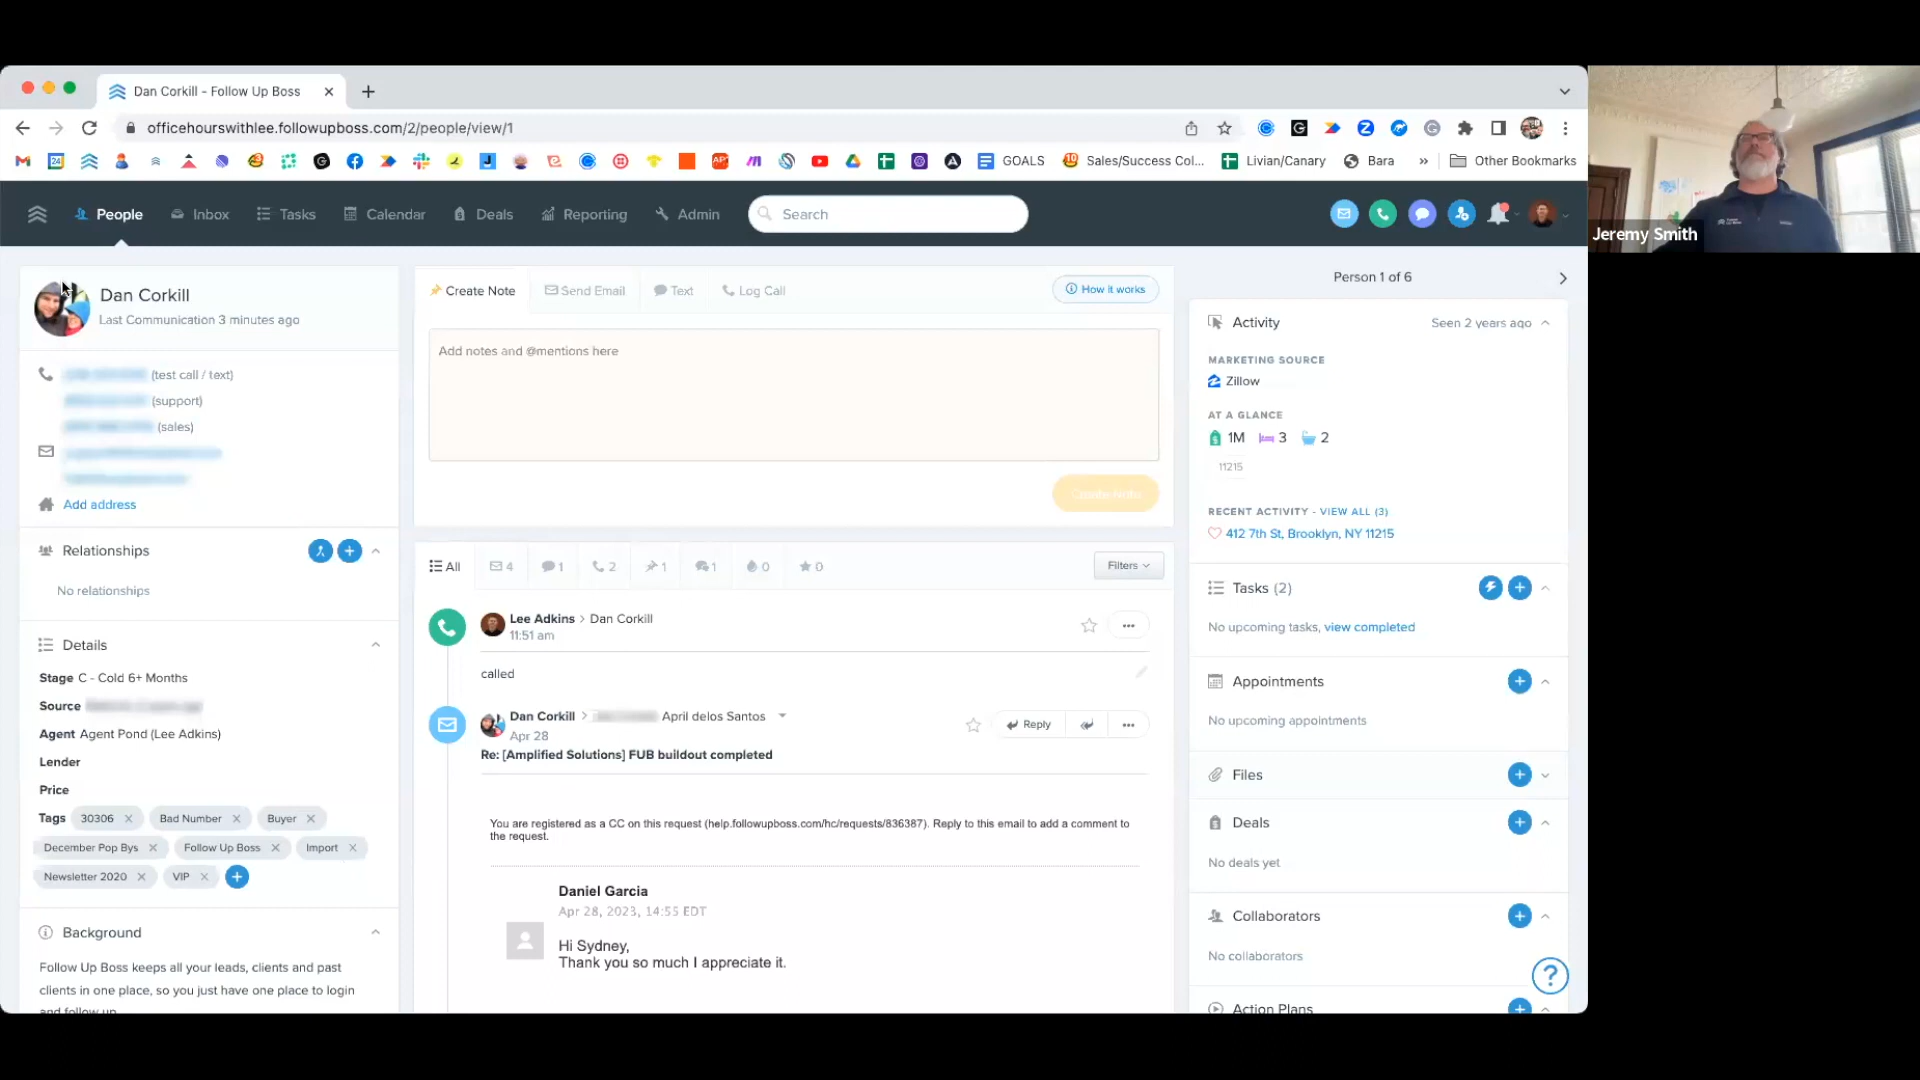 Dan Corkill - Follow Up Boss
officehourswithlee.followupboss.com/2/people/view/1
GOALS
Sales/Success Col...
Livian/Canary
Bara
»
Other Bookmarks
People
Inbox
Tasks
Calendar
Deals
Reporting
Admin
Search
Jeremy Smith
Dan Corkill
Last Communication 3 minutes ago
(test call / text)
(support)
(sales)
Add address
Relationships
No relationships
Details
Stage C - Cold 6+ Months
Source
Agent Agent Pond (Lee Adkins)
Lender
Price
Tags 30306 Bad Number Buyer
December Pop Bys Follow Up Boss Import
Newsletter 2020 VIP
Background
Follow Up Boss keeps all your leads, clients and past
clients in one place, so you just have one place to login
and follow up
Create Note
Send Email
Text
Log Call
How it works
Add notes and @mentions here
Create Note
All
4
1
2
1
1
0
0
Filters
Lee Adkins > Dan Corkill
11:51 am
called
Dan Corkill > April delos Santos
Apr 28
Reply
Re: [Amplified Solutions] FUB buildout completed
You are registered as a CC on this request (help.followupboss.com/hc/requests/836387). Reply to this email to add a comment to
the request.
Daniel Garcia
Apr 28, 2023, 14:55 EDT
Hi Sydney,
Thank you so much I appreciate it.
Person 1 of 6
Activity
Seen 2 years ago
MARKETING SOURCE
Zillow
AT A GLANCE
1M 3 2
11215
RECENT ACTIVITY - VIEW ALL (3)
412 7th St, Brooklyn, NY 11215
Tasks (2)
No upcoming tasks, view completed
Appointments
No upcoming appointments
Files
Deals
No deals yet
Collaborators
No collaborators
Action Plans
?